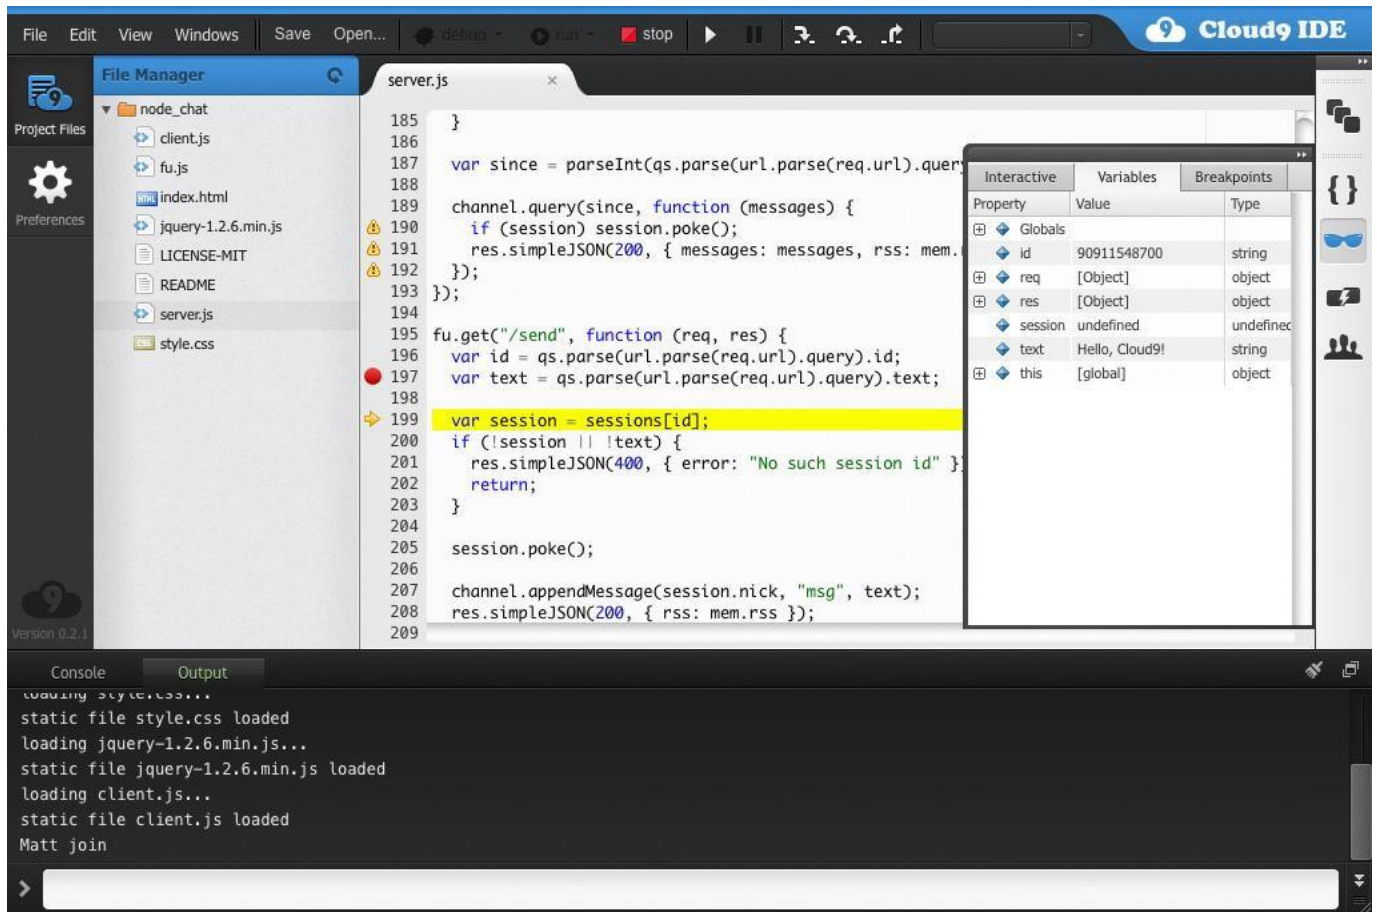 File Edit View Windows Save Open... debug run stop
Cloud9 IDE
Project Files
Preferences
Version 0.2.1
File Manager
node_chat
client.js
fu.js
index.html
jquery-1.2.6.min.js
LICENSE-MIT
README
server.js
style.css
server.js
185 }
186
187 var since = parseInt(qs.parse(url.parse(req.url).query
188
189 channel.query(since, function (messages) {
190 if (session) session.poke();
191 res.simpleJSON(200, { messages: messages, rss: mem.
192 });
193 });
194
195 fu.get("/send", function (req, res) {
196 var id = qs.parse(url.parse(req.url).query).id;
197 var text = qs.parse(url.parse(req.url).query).text;
198
199 var session = sessions[id];
200 if (!session || !text) {
201 res.simpleJSON(400, { error: "No such session id" }
202 return;
203 }
204
205 session.poke();
206
207 channel.appendMessage(session.nick, "msg", text);
208 res.simpleJSON(200, { rss: mem.rss });
209
Interactive Variables Breakpoints
Property Value Type
Globals
id 90911548700 string
req [Object] object
res [Object] object
session undefined undefined
text Hello, Cloud9! string
this [global] object
Console Output
loading style.css...
static file style.css loaded
loading jquery-1.2.6.min.js...
static file jquery-1.2.6.min.js loaded
loading client.js...
static file client.js loaded
Matt join